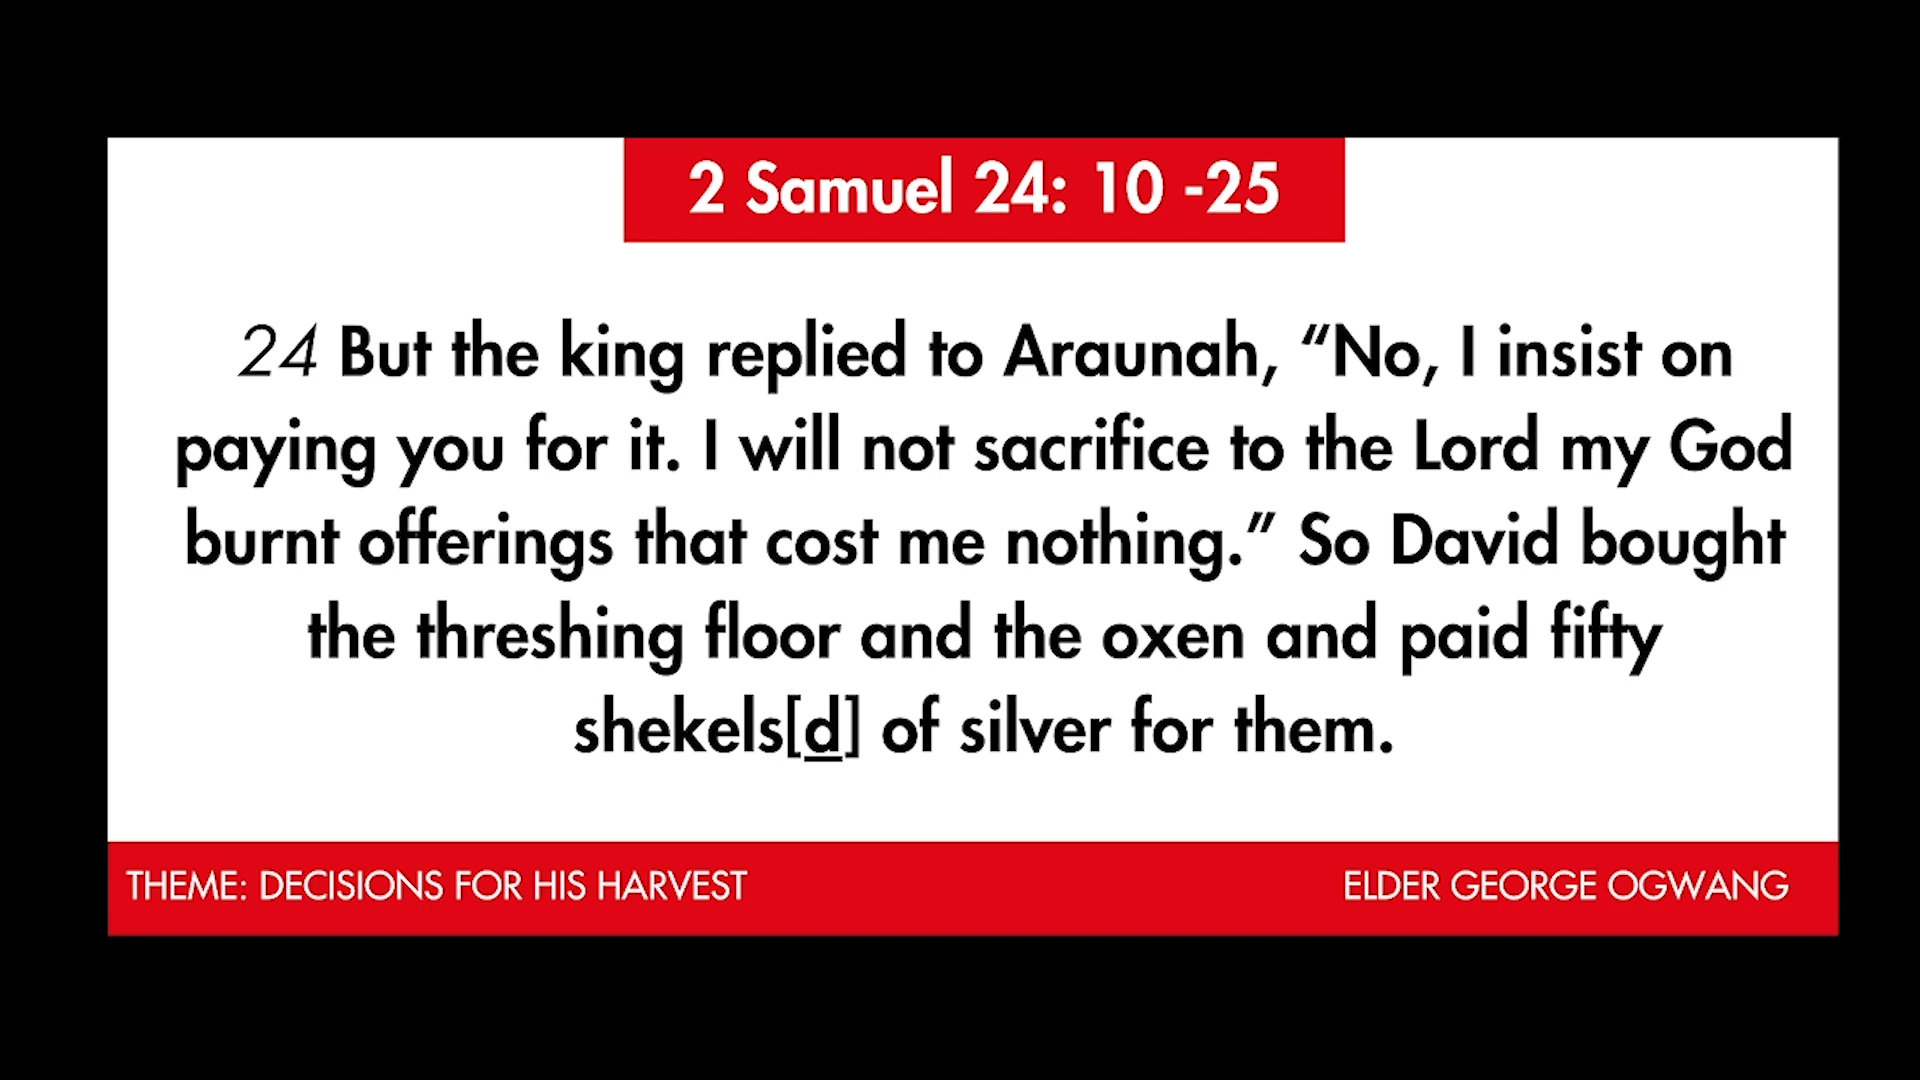 2 Samuel 24: 10 -25
24 But the king replied to Araunah, “No, I insist on
paying you for it. I will not sacrifice to the Lord my God
burnt offerings that cost me nothing.” So David bought
the threshing floor and the oxen and paid fifty
shekels[d] of silver for them.
THEME: DECISIONS FOR HIS HARVEST
ELDER GEORGE OGWANG